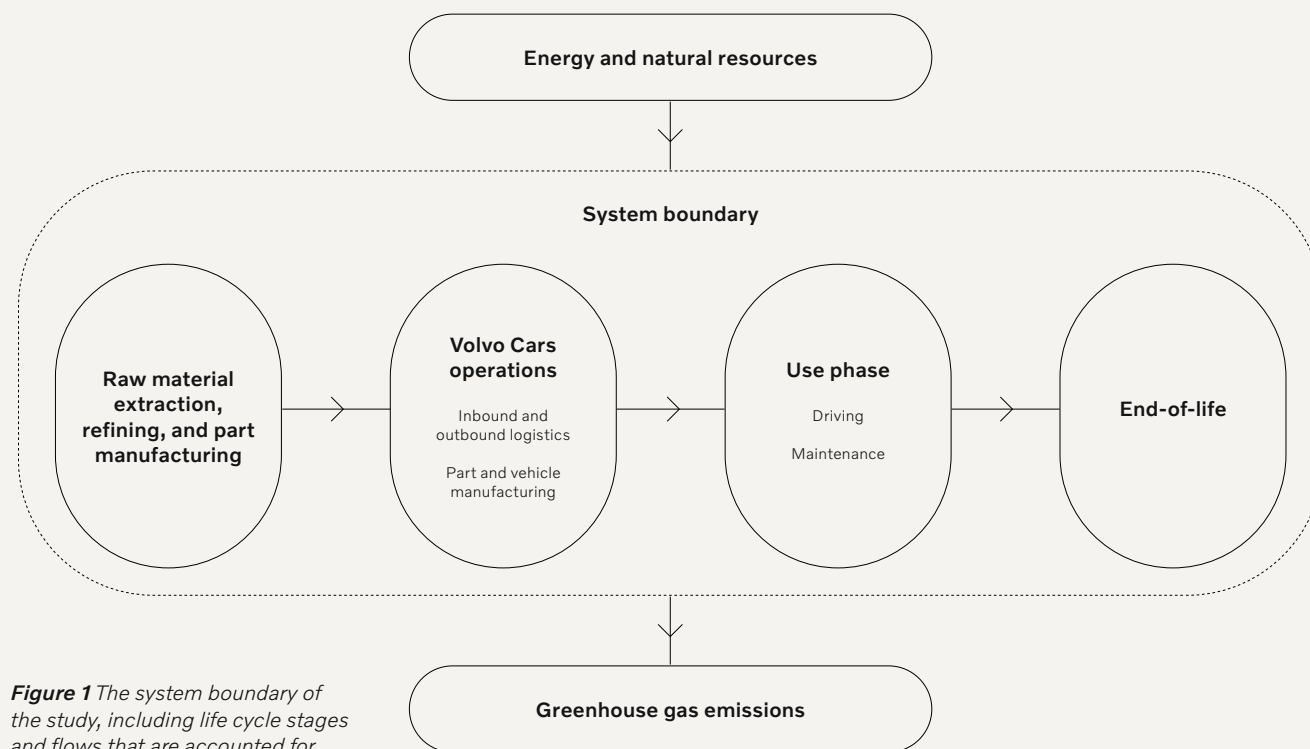 Energy and natural resources
System boundary
Raw material
extraction,
refining, and part
manufacturing
Volvo Cars
operations
Inbound and
outbound logistics
Part and vehicle
manufacturing
Use phase
Driving
Maintenance
End-of-life
Figure 1 The system boundary of
the study, including life cycle stages
and flows that are accounted for
Greenhouse gas emissions